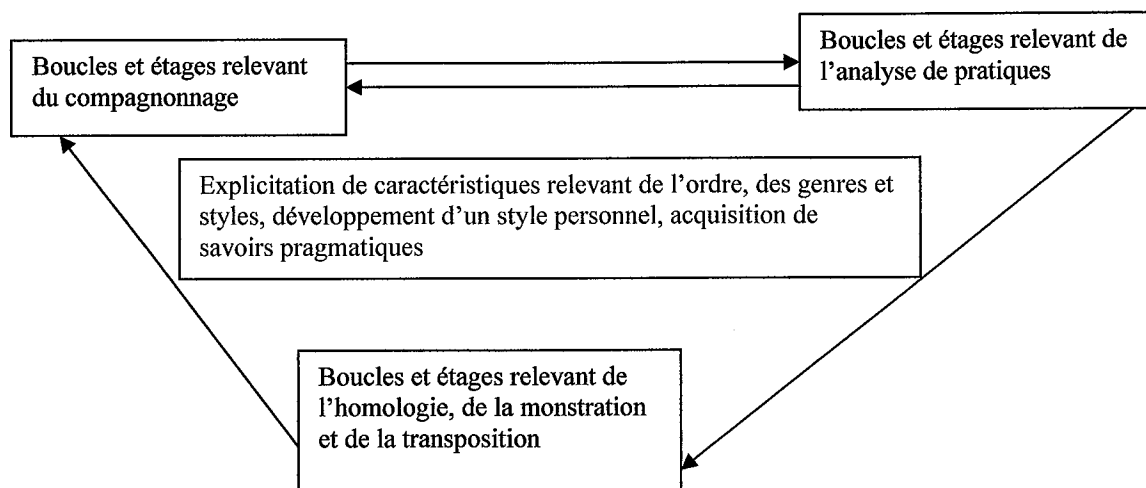 Boucles et étages relevant
du compagnonnage
Boucles et étages relevant de
l’analyse de pratiques
Explicitation de caractéristiques relevant de l’ordre, des genres et
styles, développement d’un style personnel, acquisition de
savoirs pragmatiques
Boucles et étages relevant de
l’homologie, de la monstration
et de la transposition